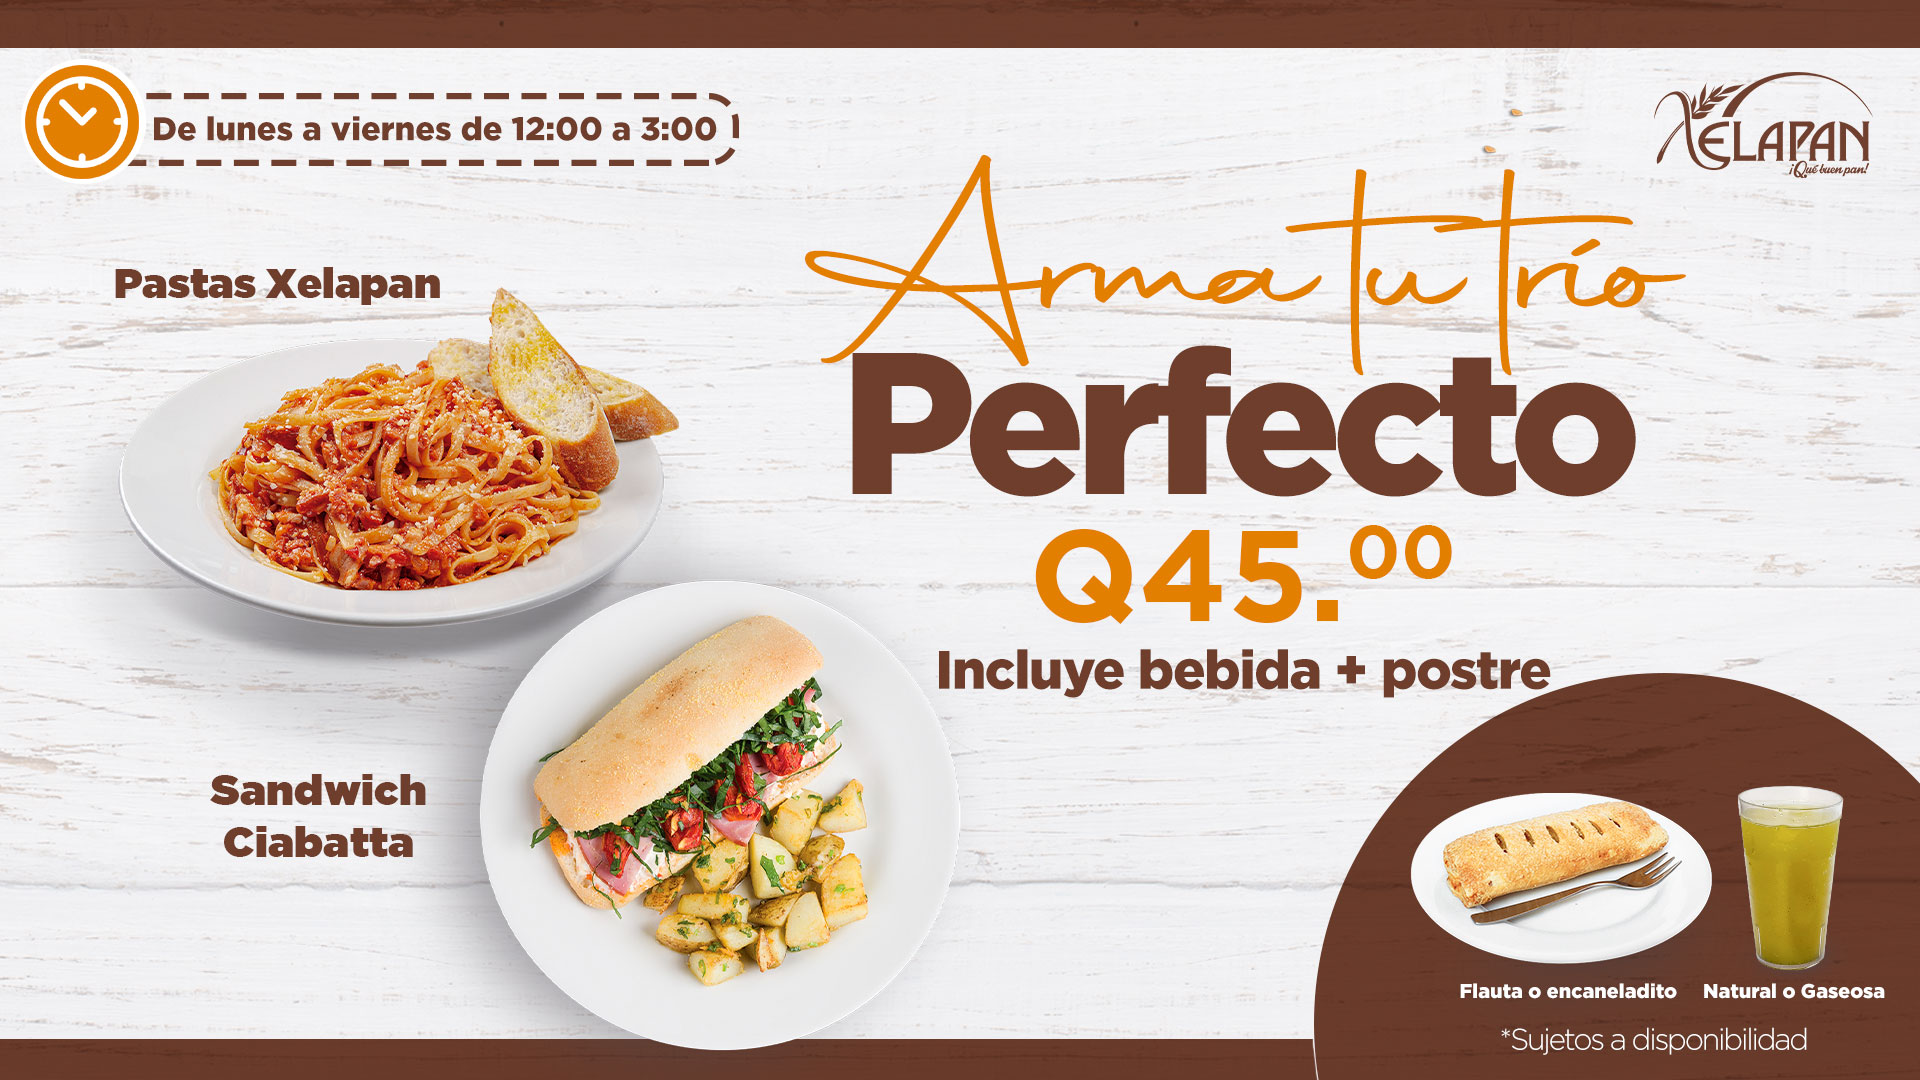 De lunes a viernes de 12:00 a 3:00
XELAPAN
¡Qué buen pan!
Arma tu trío
Perfecto
Q45.00
Incluye bebida + postre
Pastas Xelapan
Sandwich
Ciabatta
Flauta o encaneladito
Natural o Gaseosa
*Sujetos a disponibilidad